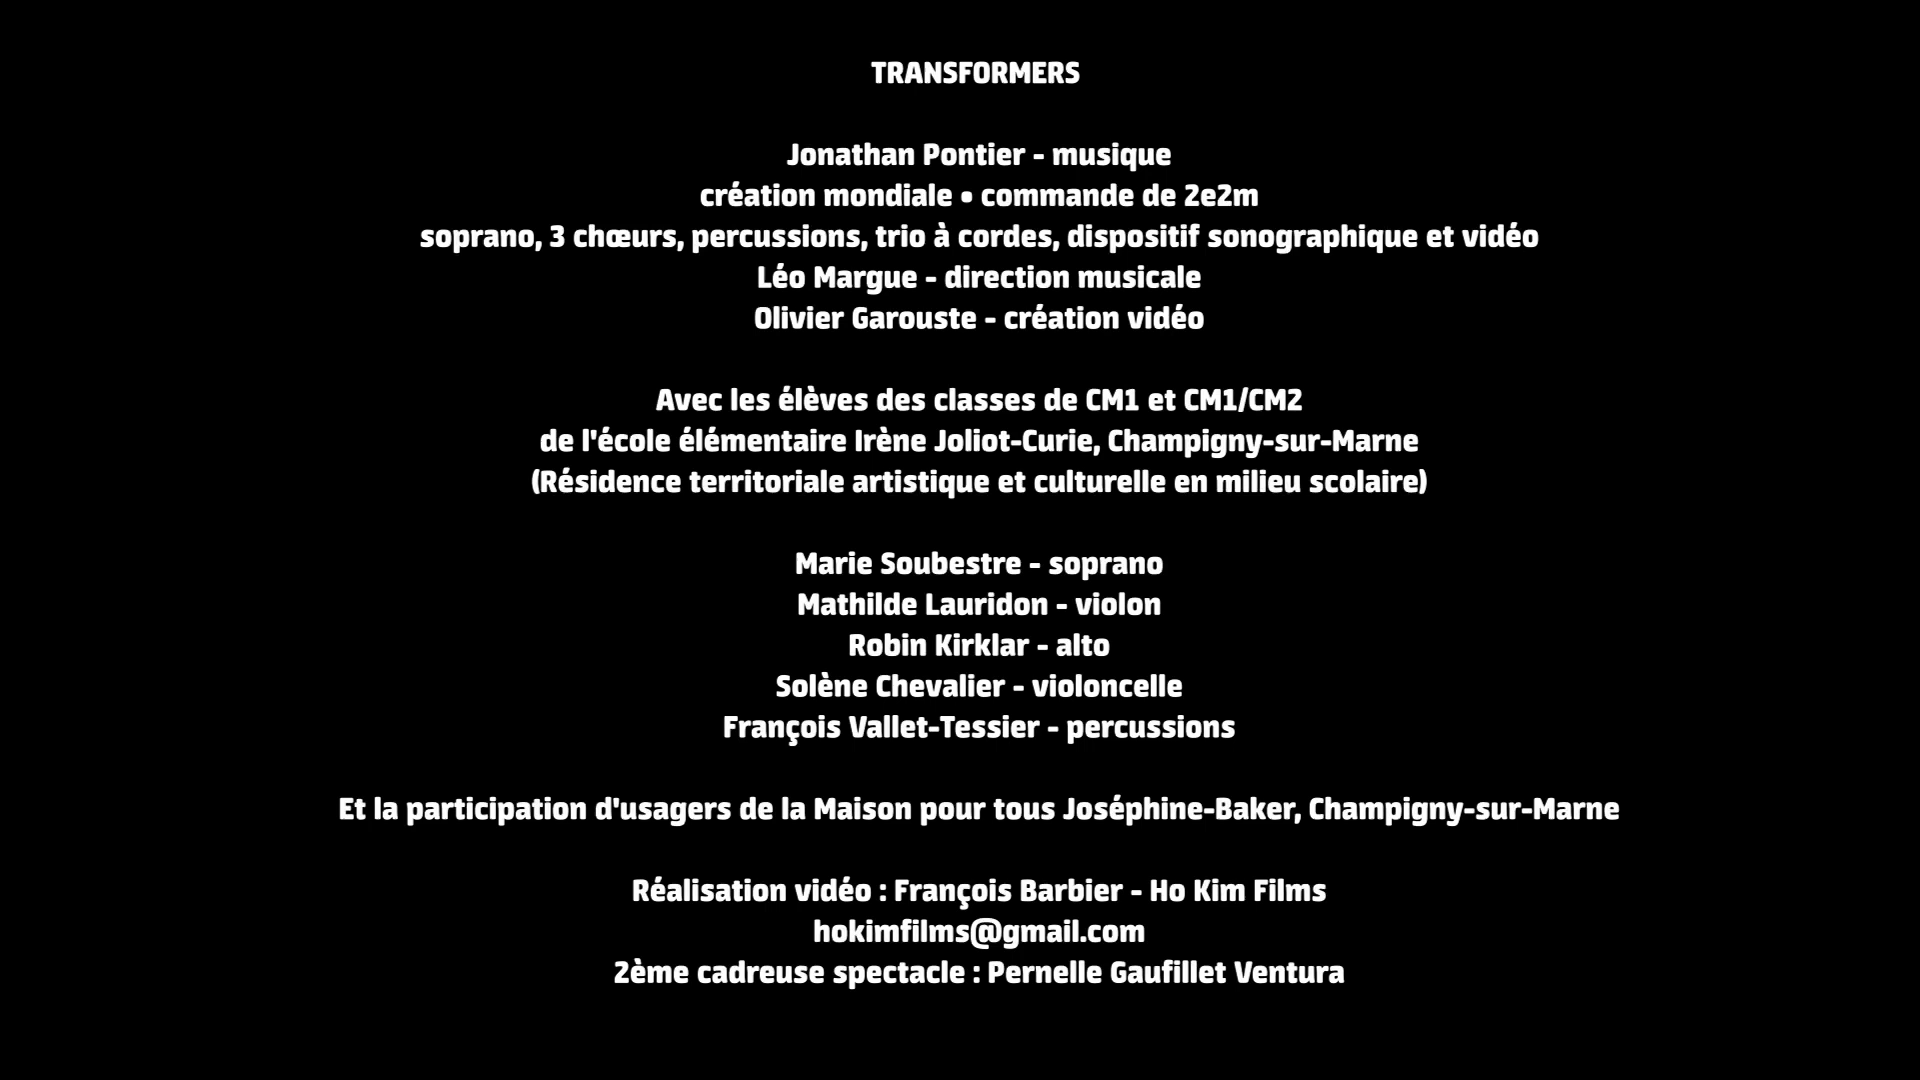 TRANSFORMERS
Jonathan Pontier - musique
création mondiale • commande de 2e2m
soprano, 3 chœurs, percussions, trio à cordes, dispositif sonographique et vidéo
Léo Margue - direction musicale
Olivier Garouste - création vidéo
Avec les élèves des classes de CM1 et CM1/CM2
de l'école élémentaire Irène Joliot-Curie, Champigny-sur-Marne
(Résidence territoriale artistique et culturelle en milieu scolaire)
Marie Soubestre - soprano
Mathilde Lauridon - violon
Robin Kirklar - alto
Solène Chevalier - violoncelle
François Vallet-Tessier - percussions
Et la participation d'usagers de la Maison pour tous Joséphine-Baker, Champigny-sur-Marne
Réalisation vidéo : François Barbier - Ho Kim Films
hokimfilms@gmail.com
2ème cadreuse spectacle : Pernelle Gaufillet Ventura